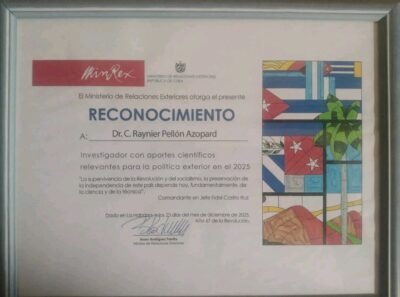 MinRex
MINISTERIO DE RELACIONES EXTERIORES
REPÚBLICA DE CUBA
El Ministerio de Relaciones Exteriores otorga el presente
RECONOCIMIENTO
A: Dr. C. Raynier Pellón Azopard
Investigador con aportes científicos
relevantes para la política exterior en el 2025
"La supervivencia de la Revolución y del socialismo, la preservación de
la independencia de este país depende hoy, fundamentalmente, de
la ciencia y de la técnica".
Comandante en Jefe Fidel Castro Ruz
Dado en La Habana, a los 23 días del mes de diciembre de 2025.
Año 67 de la Revolución.
Bruno Rodríguez Parrilla
Ministro de Relaciones Exteriores